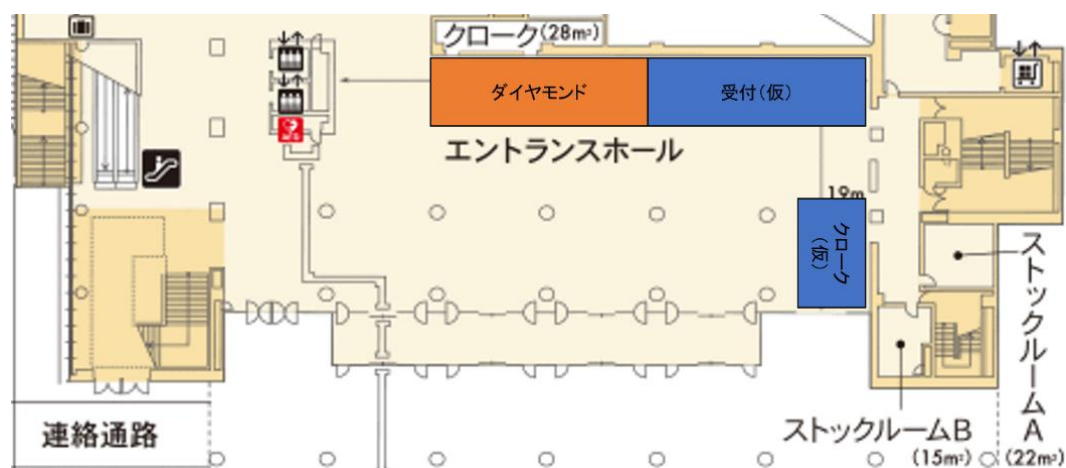 クローク(28m²)
ダイヤモンド
受付(仮)
エントランスホール
19m
クローク
(仮)
ストックルームA
(22m²)
ストックルームB
(15m²)
連絡通路